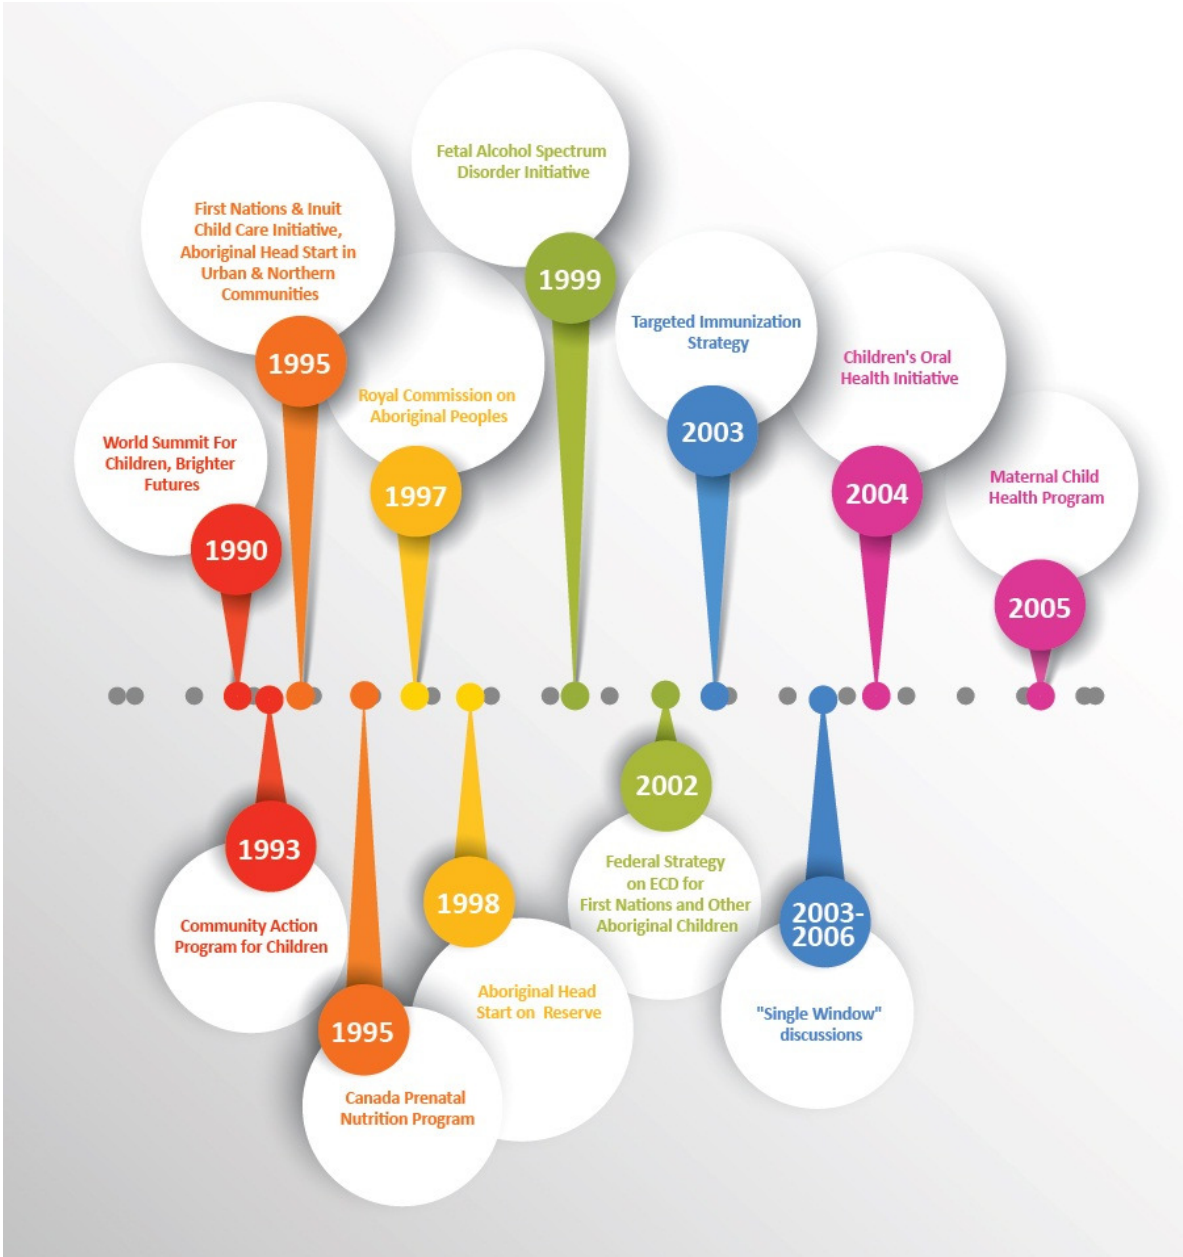 Fetal Alcohol Spectrum
Disorder Initiative
1999
First Nations & Inuit
Child Care Initiative,
Aboriginal Head Start in
Urban & Northern
Communities
1995
Targeted Immunization
Strategy
2003
Children's Oral
Health Initiative
2004
Royal Commission on
Aboriginal Peoples
1997
World Summit For
Children, Brighter
Futures
1990
Maternal Child
Health Program
2005
1993
Community Action
Program for Children
1995
Canada Prenatal
Nutrition Program
1998
Aboriginal Head
Start on Reserve
2002
Federal Strategy
on ECD for
First Nations and Other
Aboriginal Children
2003-
2006
"Single Window"
discussions